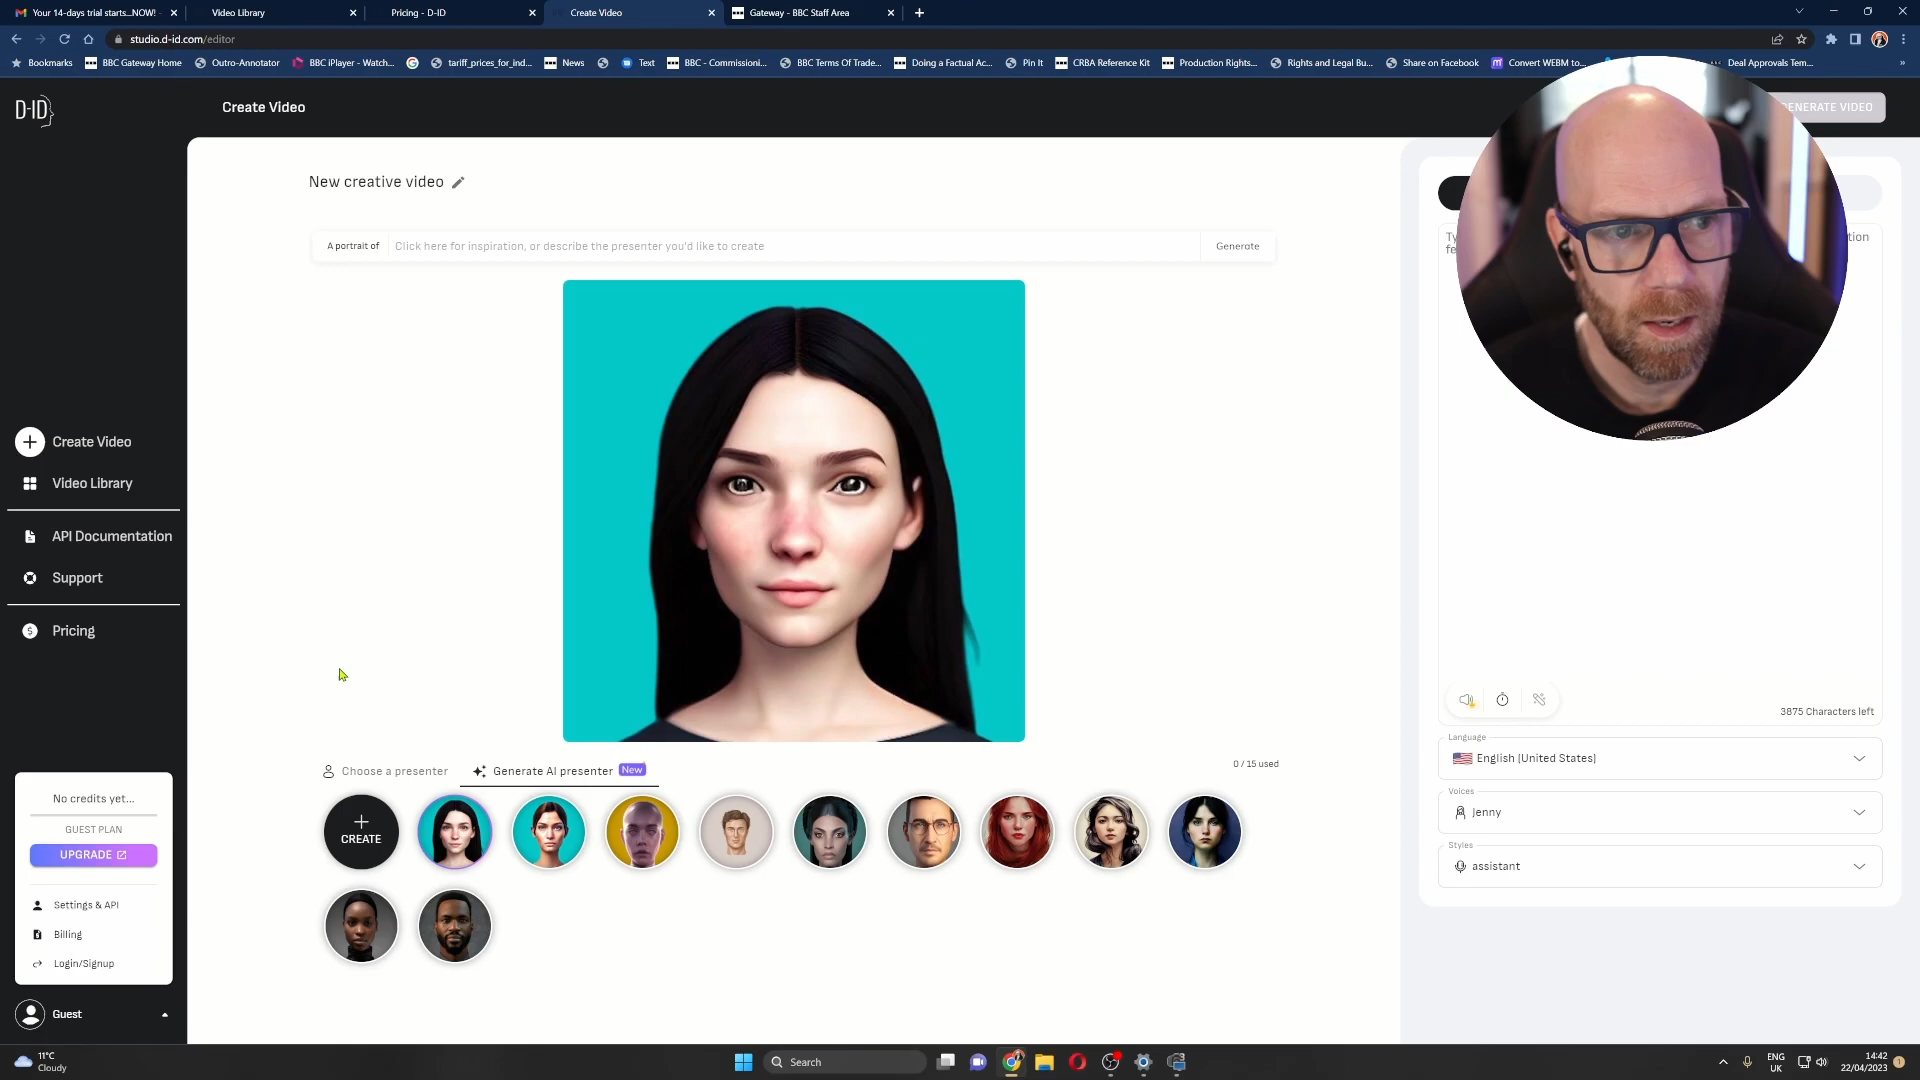 Your 14-days trial starts...NOW! -
Video Library
Pricing - D-ID
Create Video
Gateway - BBC Staff Area
studio.d-id.com/editor
Bookmarks
BBC Gateway Home
Outro-Annotator
BBC iPlayer - Watch...
tariff_prices_for_ind...
News
Text
BBC - Commissioni...
BBC Terms Of Trade...
Doing a Factual Ac...
Pin It
CRBA Reference Kit
Production Rights...
Rights and Legal Bu...
Share on Facebook
Convert WEBM to...
Deal Approvals Tem...
D-ID
Create Video
GENERATE VIDEO
New creative video
A portrait of
Click here for inspiration, or describe the presenter you'd like to create
Generate
Create Video
Video Library
API Documentation
Support
Pricing
3875 Characters left
Language
English (United States)
Voices
Jenny
Styles
assistant
Choose a presenter
Generate AI presenter
New
0 / 15 used
+
CREATE
No credits yet...
GUEST PLAN
UPGRADE
Settings & API
Billing
Login/Signup
Guest
11°C
Cloudy
Search
ENG
UK
14:42
22/04/2023